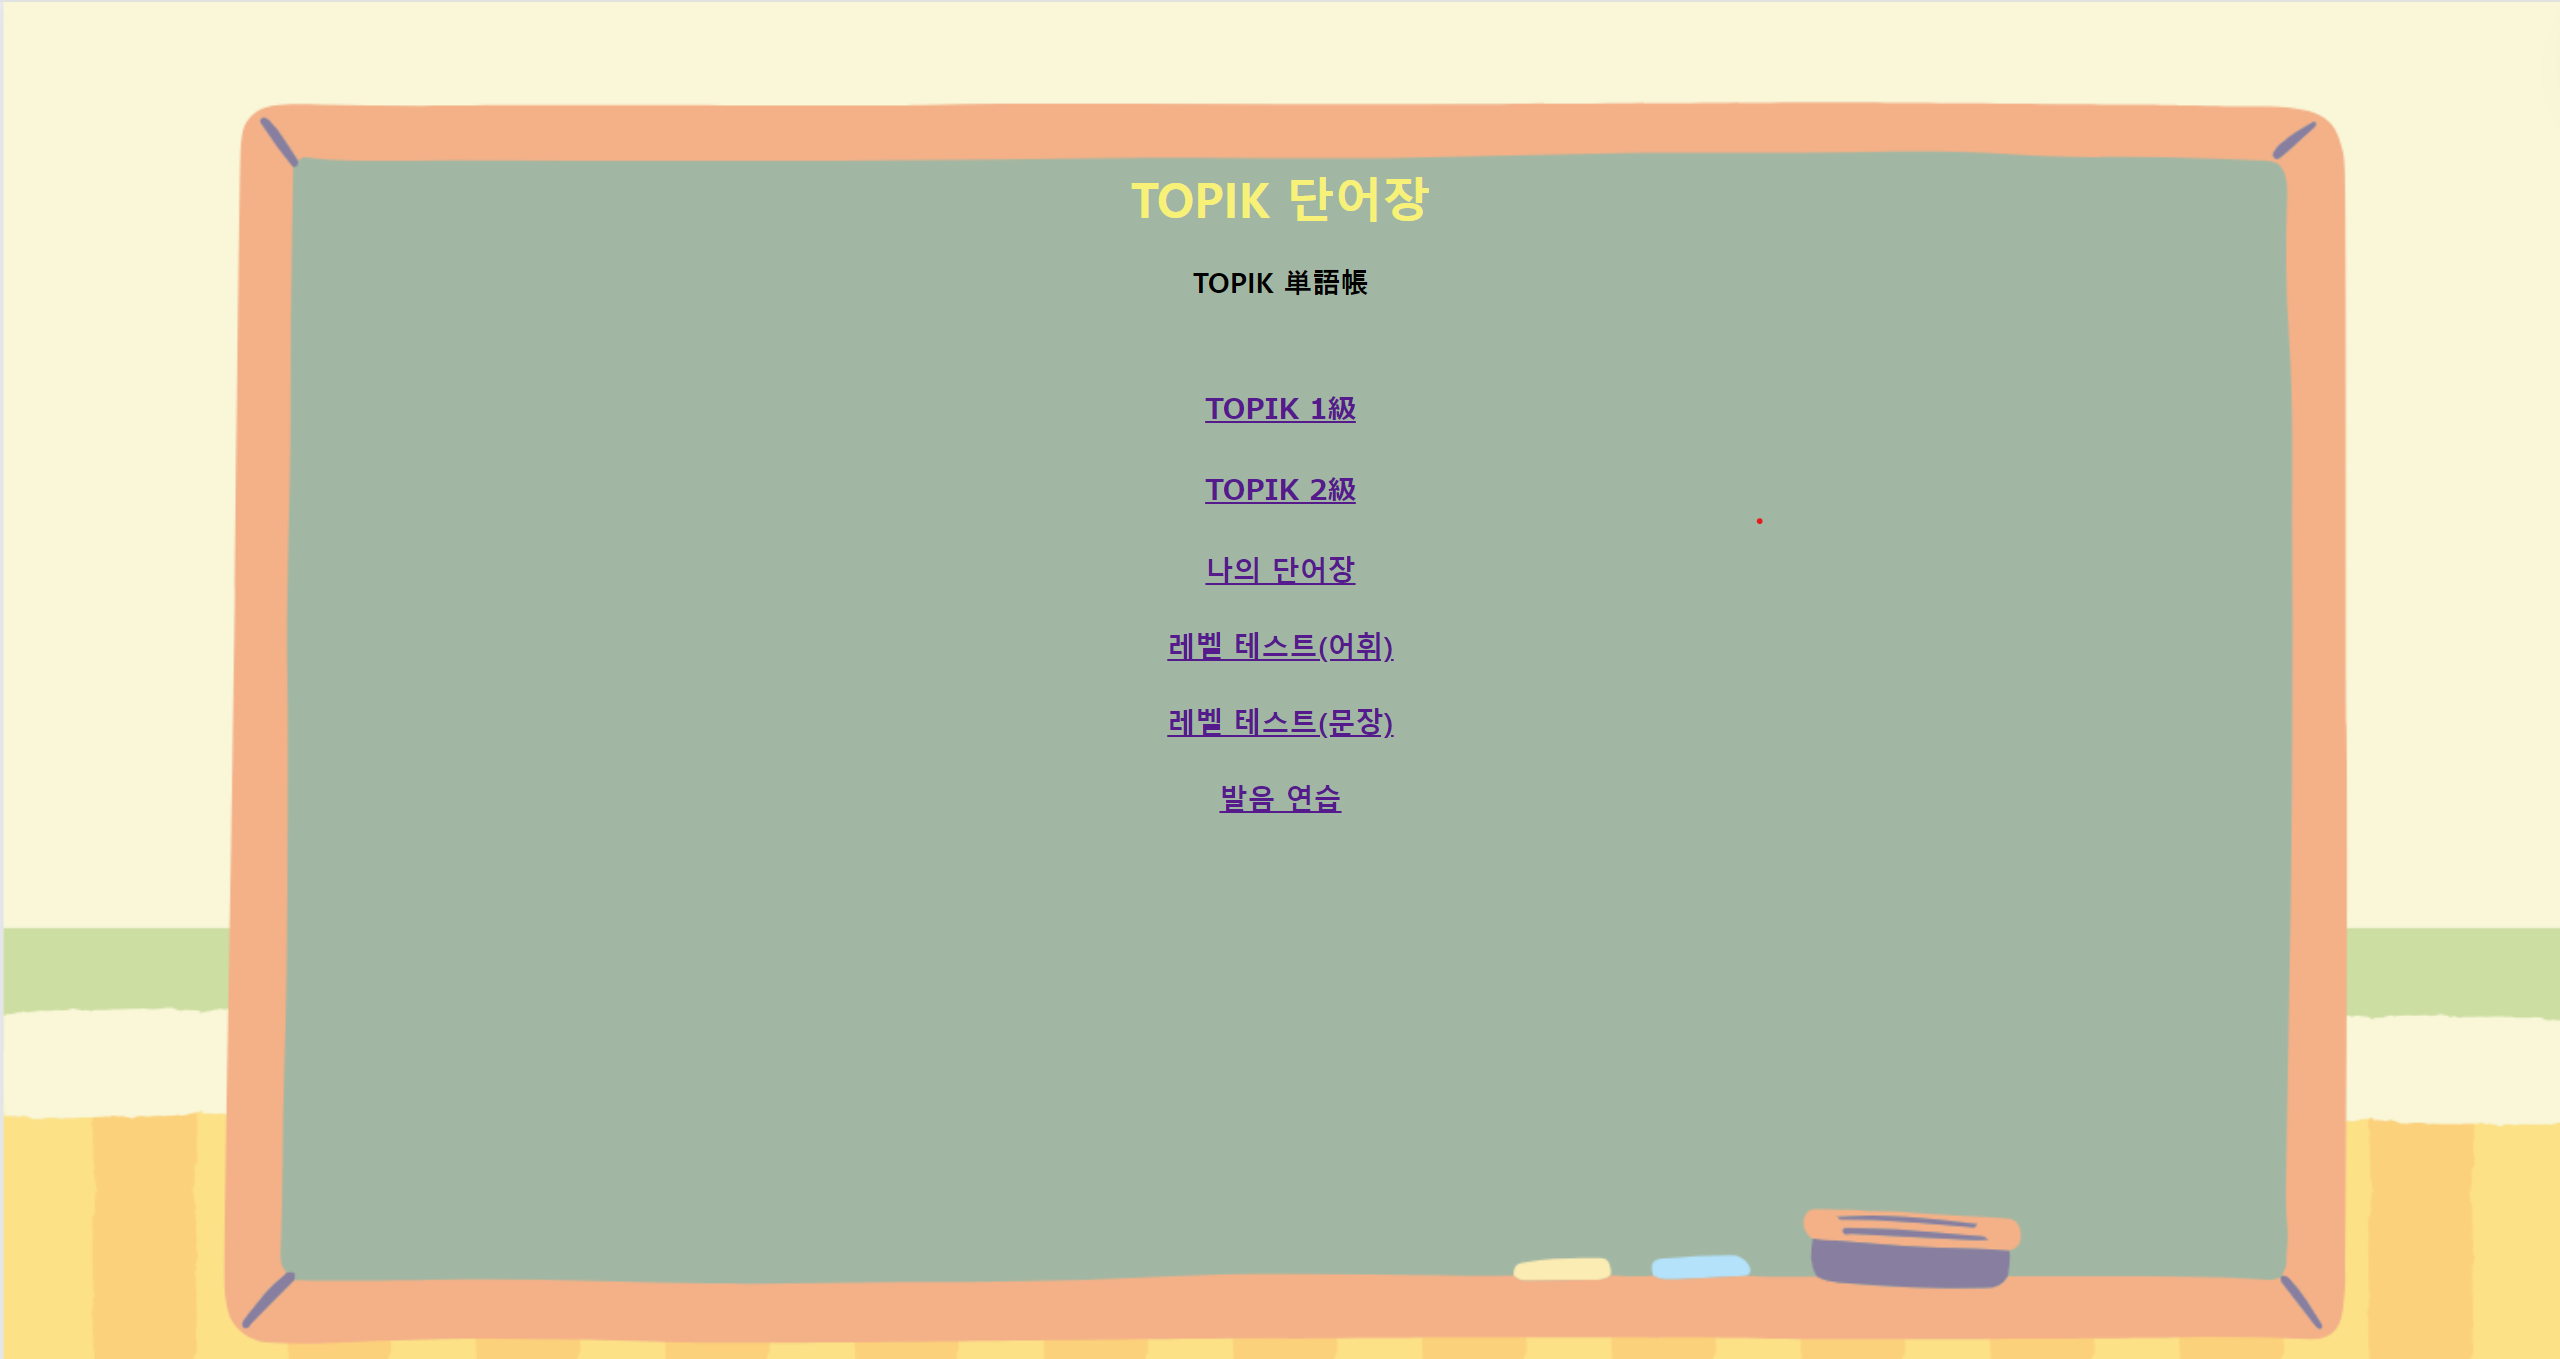 TOPIK 단어장
TOPIK 単語帳
TOPIK 1級
TOPIK 2級
나의 단어장
레벨 테스트(어휘)
레벨 테스트(문장)
발음 연습